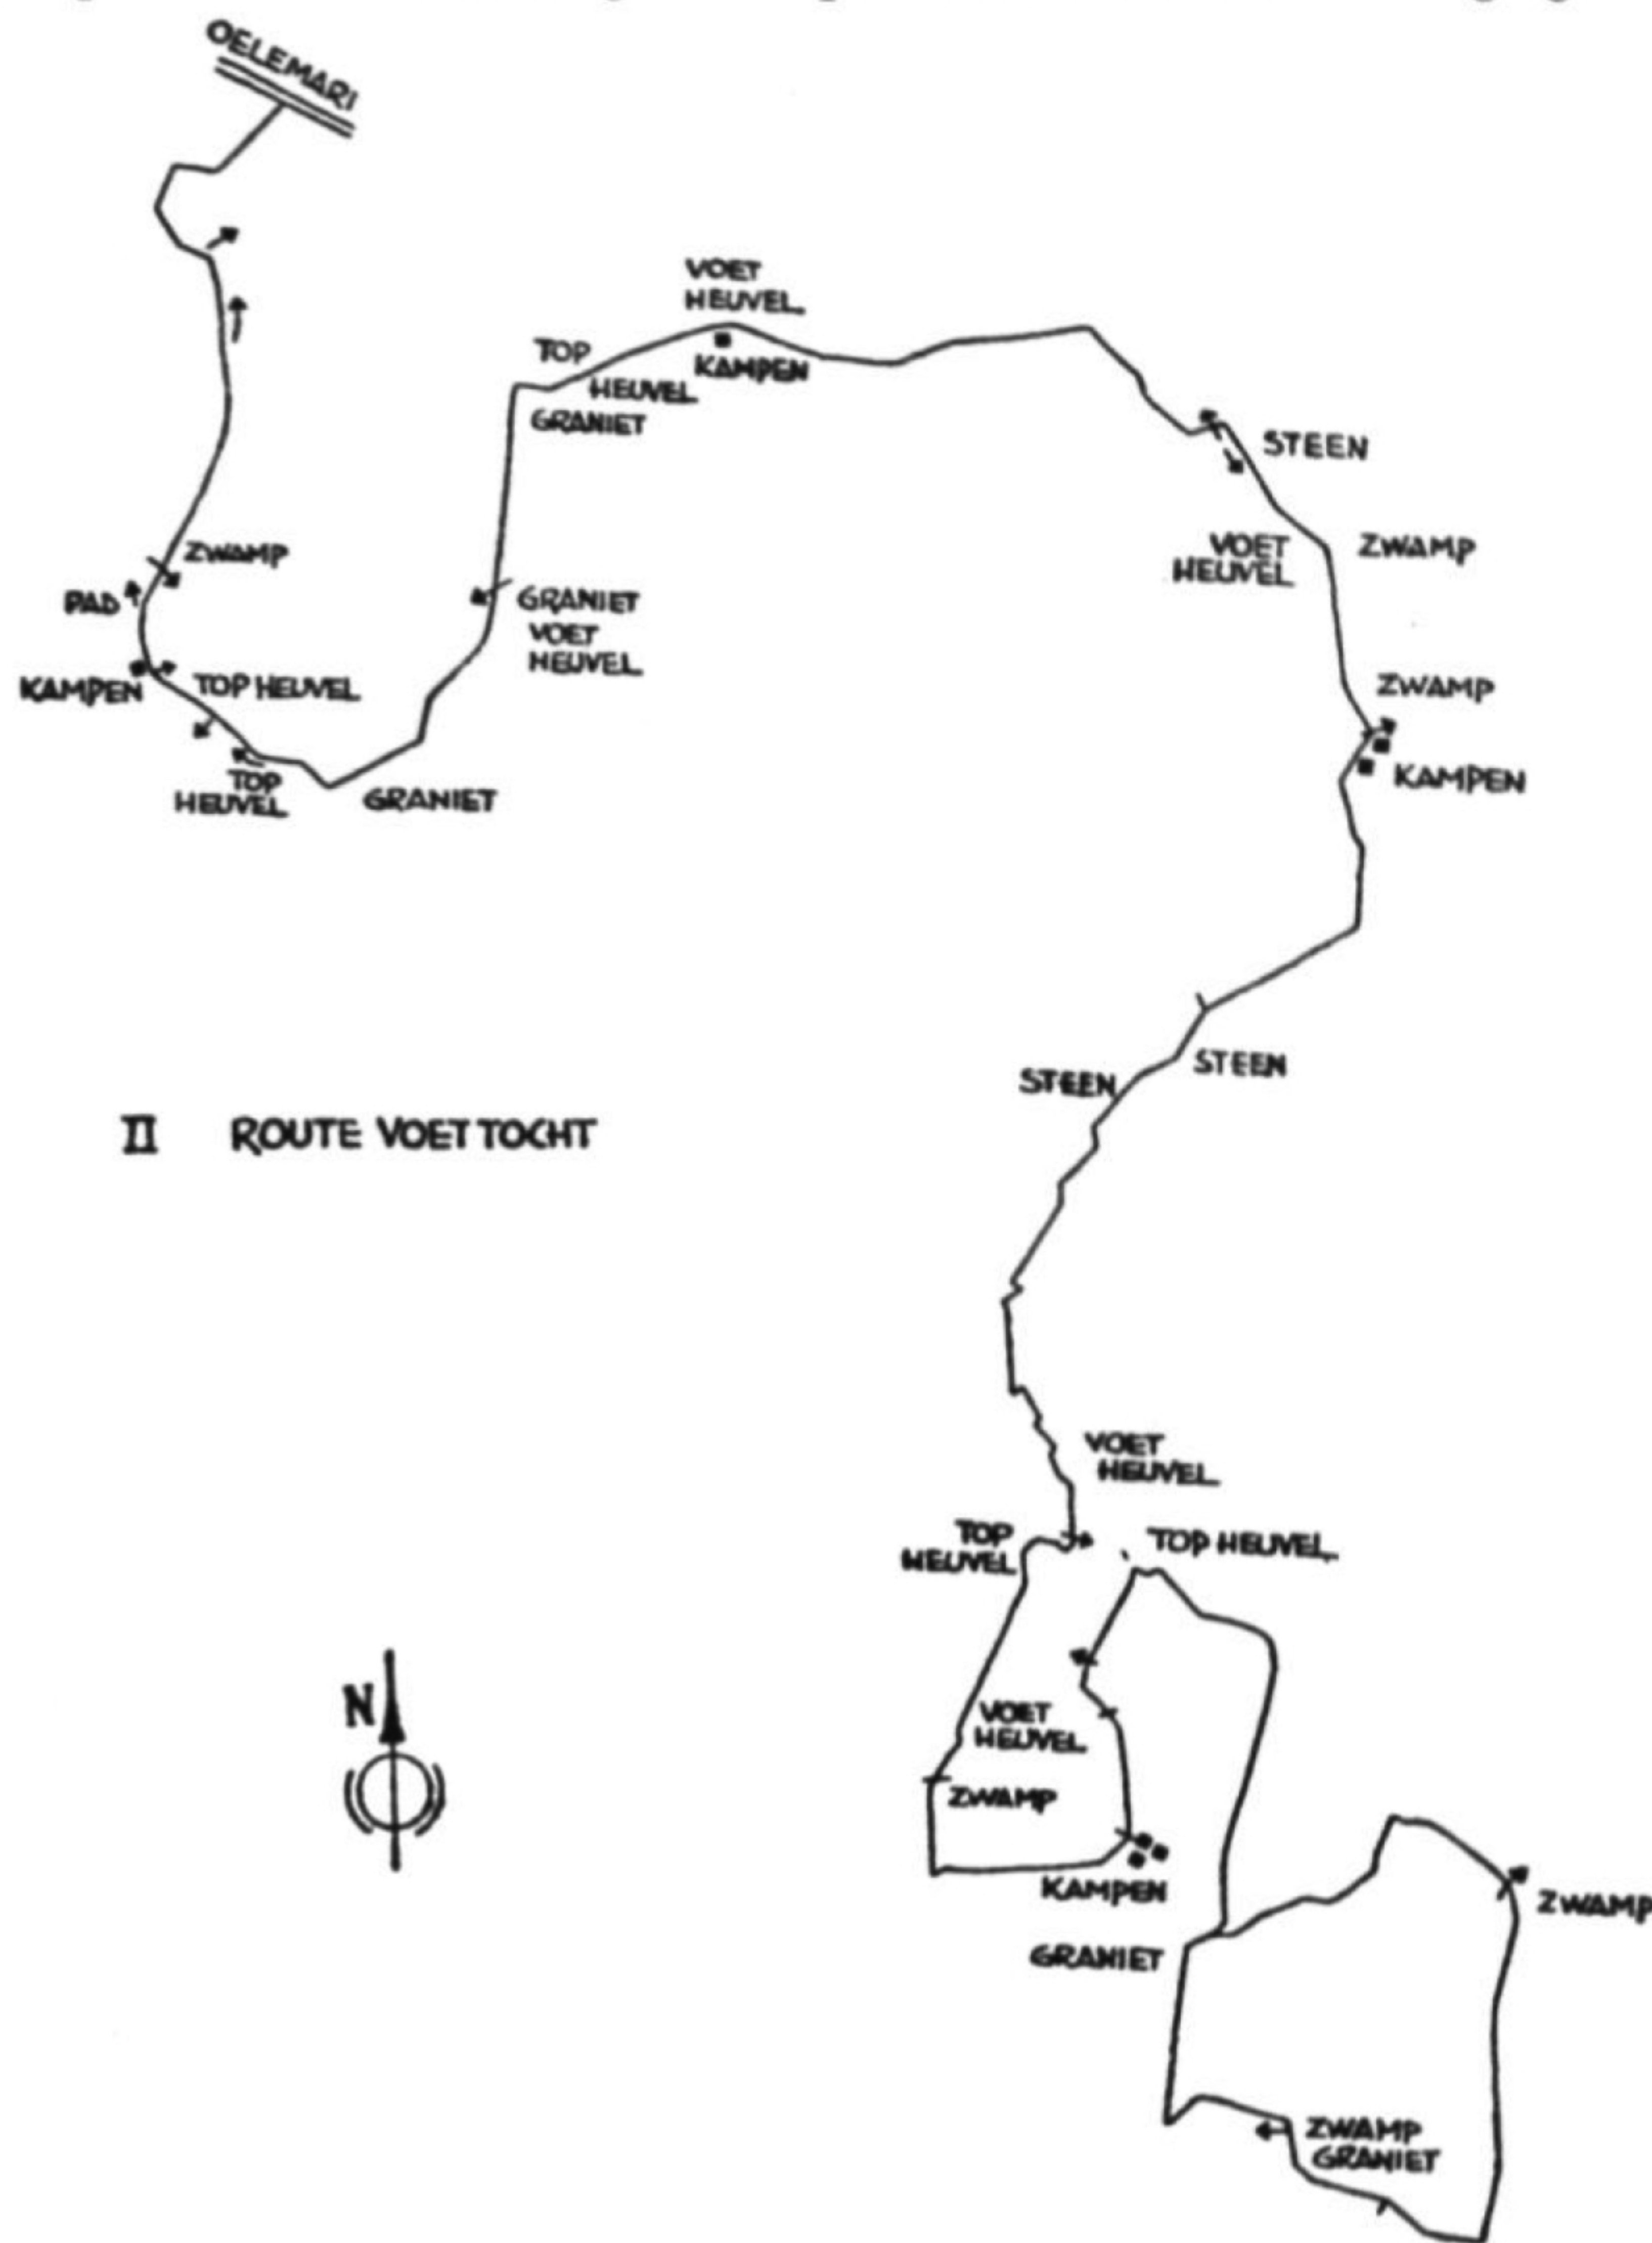 OELEMARI
VOET
HEUVEL
TOP
HEUVEL
KAMPEN
GRANIET
STEEN
VOET
HEUVEL
ZWAMP
ZWAMP
PAD
GRANIET
VOET
HEUVEL
KAMPEN
TOP HEUVEL
ZWAMP
KAMPEN
TOP
HEUVEL
GRANIET
STEEN
STEEN
II ROUTE VOETTOCHT
VOET
HEUVEL
TOP
HEUVEL
TOP HEUVEL
N
VOET
HEUVEL
ZWAMP
KAMPEN
ZWAMP
GRANIET
ZWAMP
GRANIET